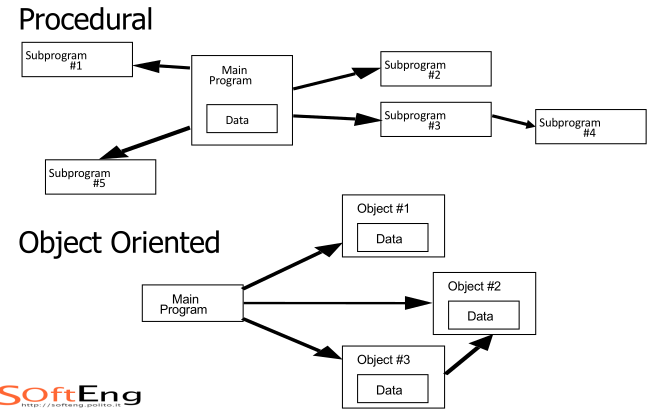 Procedural
Subprogram
#1
Main
Program
Data
Subprogram
#2
Subprogram
#3
Subprogram
#4
Subprogram
#5
Object Oriented
Object #1
Data
Main
Program
Object #2
Data
Object #3
Data
SOftEng
http://softeng.polito.it